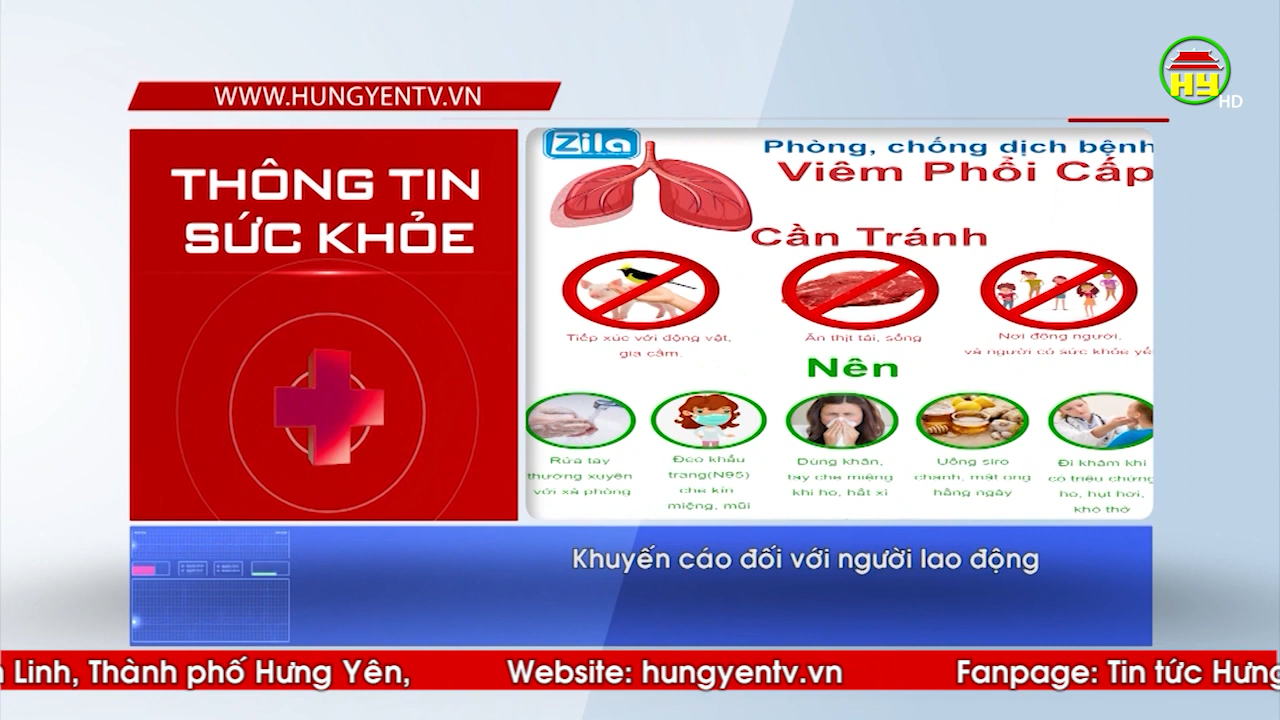 WWW.HUNGYENTV.VN
HY
HD
THÔNG TIN
SỨC KHỎE
Zila
Phòng, chống dịch bệnh
Viêm Phổi Cấp
Cần Tránh
Tiếp xúc với động vật,
gia cầm.
Ăn thịt tái, sống
Nơi đông người,
và người có sức khỏe
Nên
Rửa tay
thường xuyên
với xà phòng
Đeo khẩu
trang(N95)
che kín
miệng, mũi
Dùng khăn,
tay che miệng
khi ho, hắt xì
Uống siro
chanh, mật ong
hằng ngày
Đi khám khi
có triệu chứng
ho, hụt hơi,
khó thở
Khuyến cáo đối với người lao động
Linh, Thành phố Hưng Yên, Website: hungyentv.vn Fanpage: Tin tức Hưng